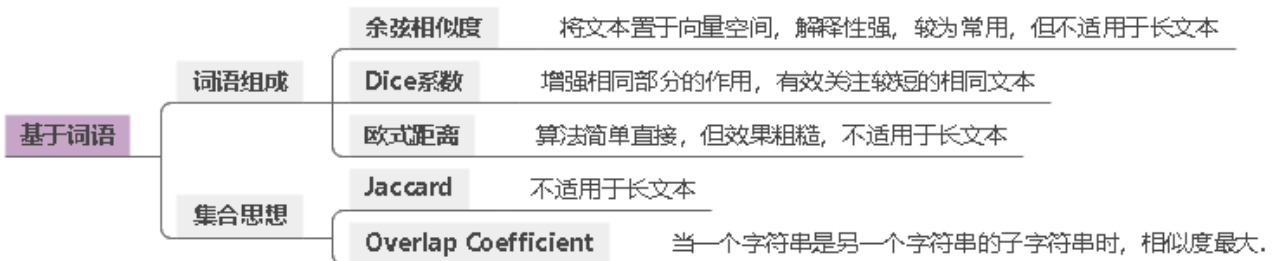 余弦相似度 将文本置于向量空间，解释性强，较为常用，但不适用于长文本
词语组成 Dice系数 增强相同部分的作用，有效关注较短的相同文本
基于词语 欧式距离 算法简单直接，但效果粗糙，不适用于长文本
Jaccard 不适用于长文本
集合思想
Overlap Coefficient 当一个字符串是另一个字符串的子字符串时，相似度最大.